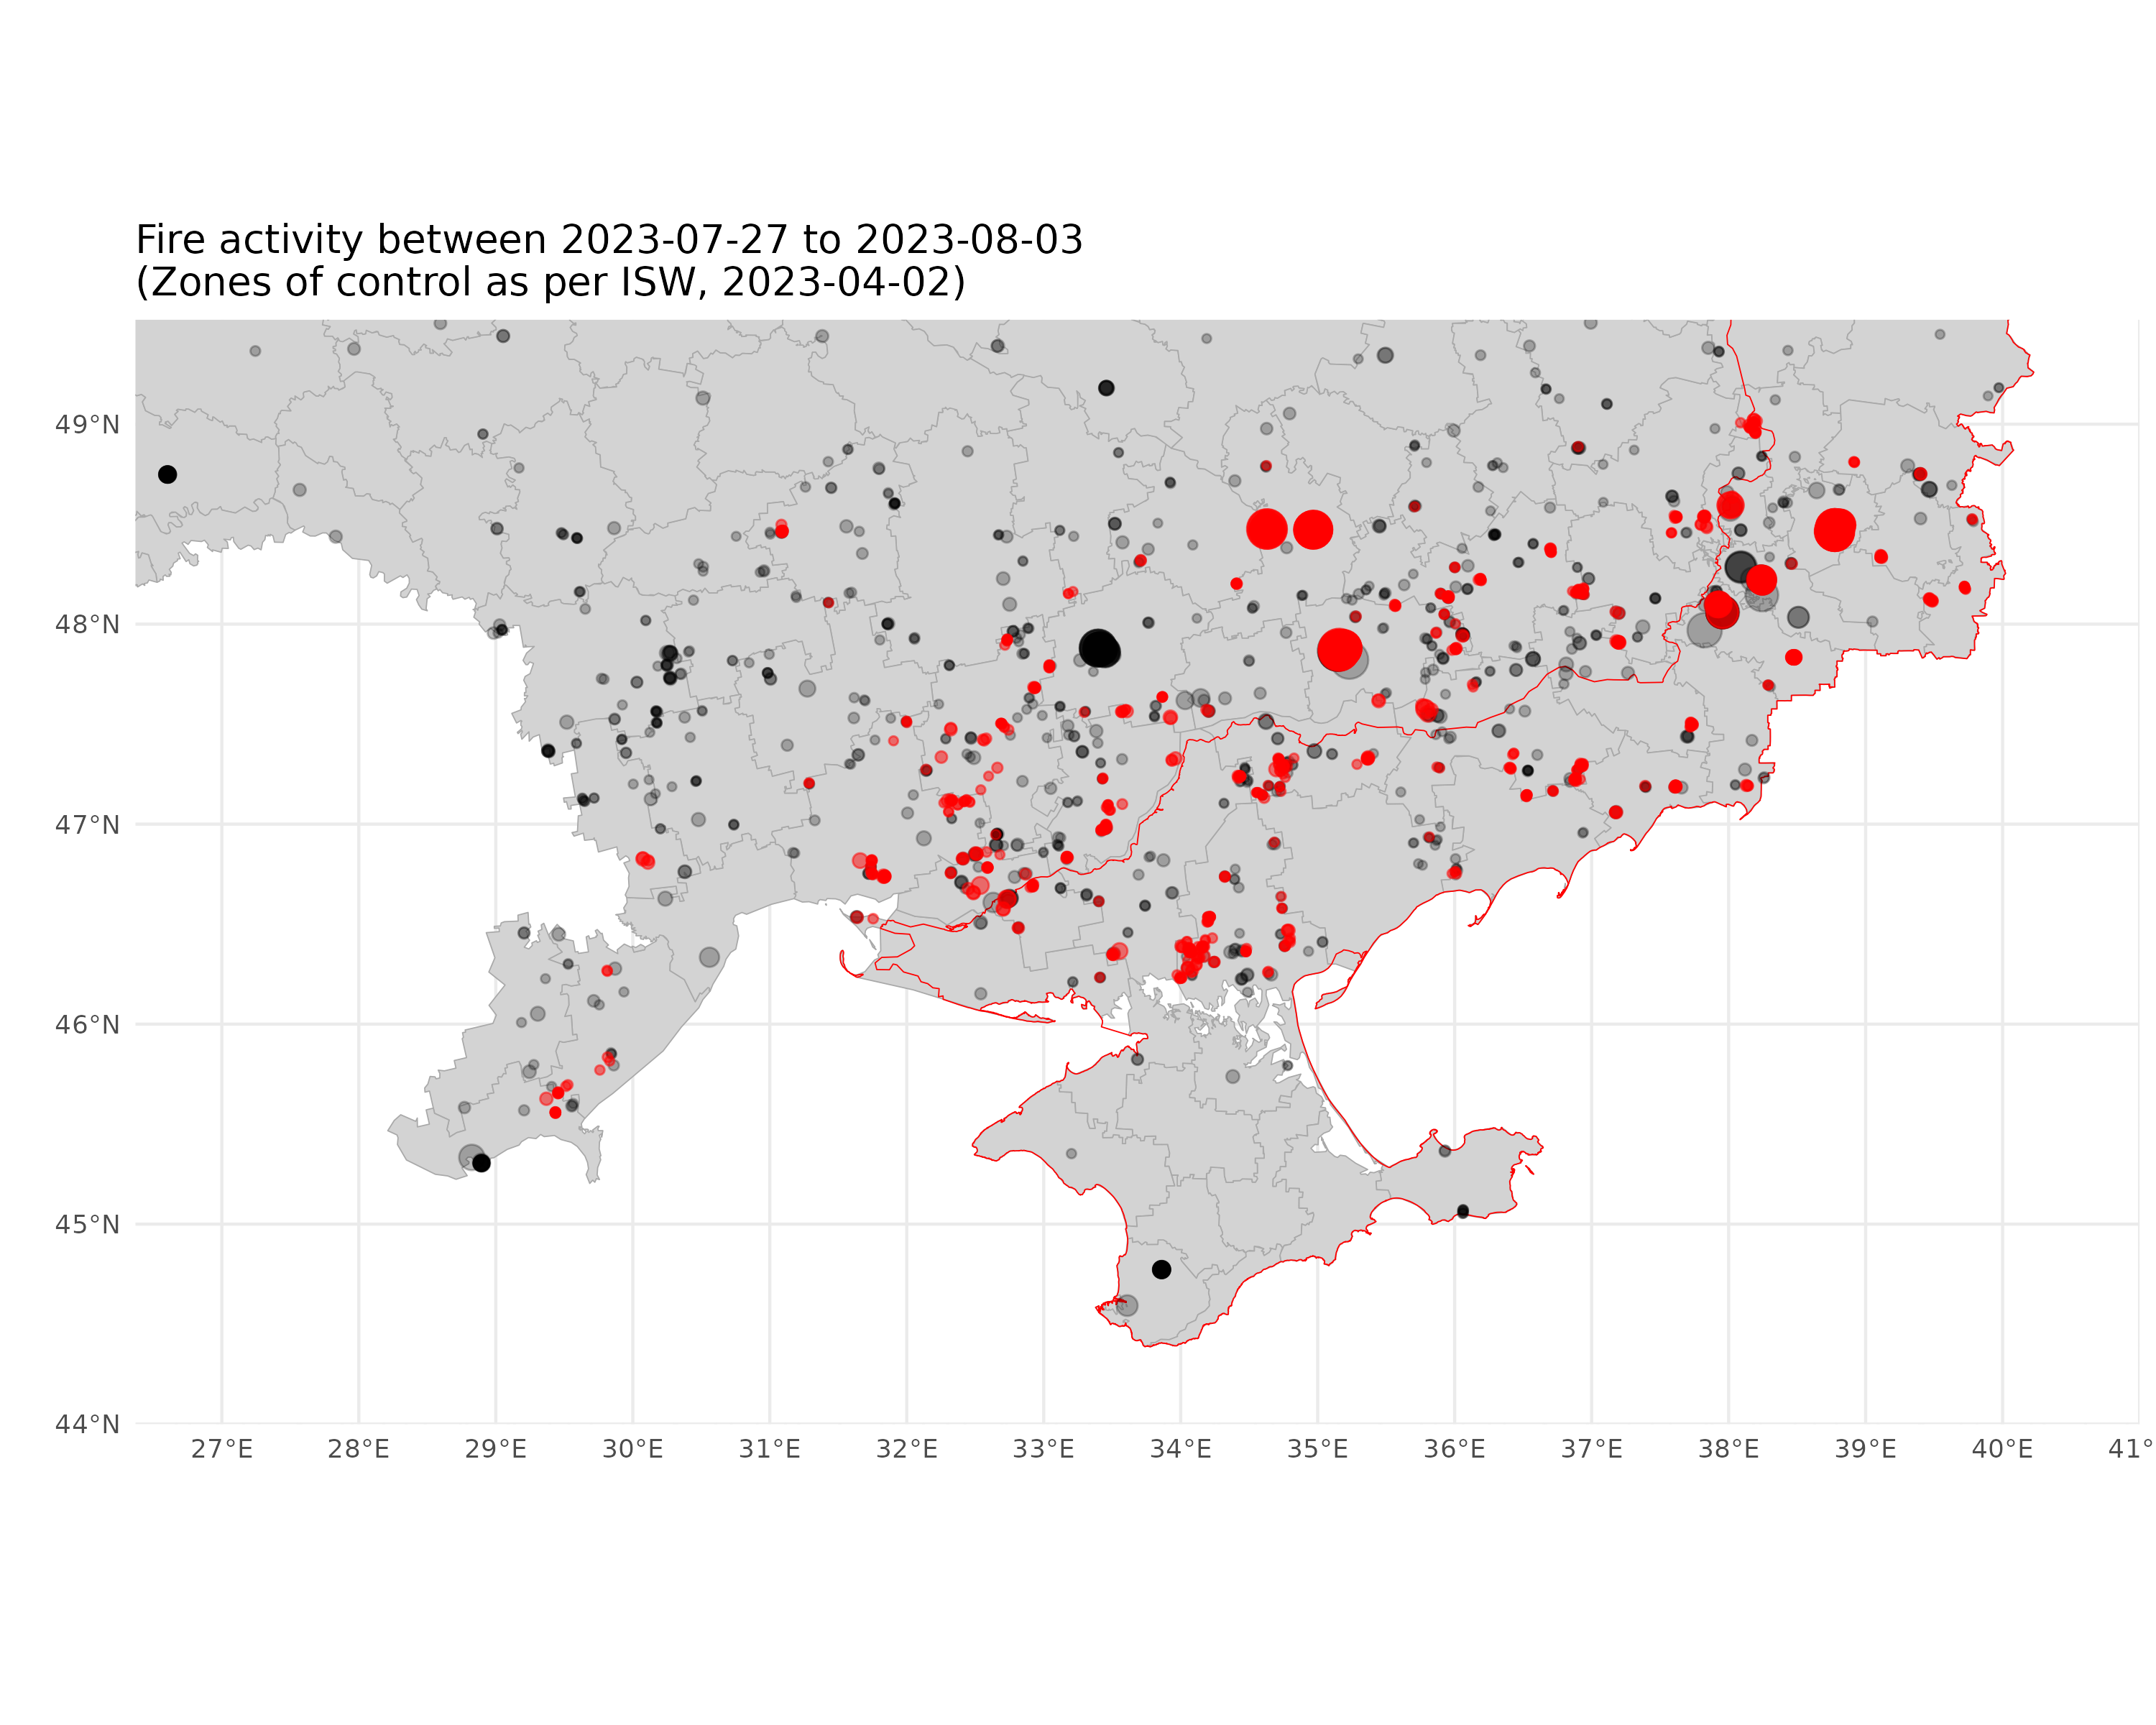 Fire activity between 2023-07-27 to 2023-08-03
(Zones of control as per ISW, 2023-04-02)
49°N
48°N
47°N
46°N
45°N
44°N
27°E 28°E 29°E 30°E 31°E 32°E 33°E 34°E 35°E 36°E 37°E 38°E 39°E 40°E 41°